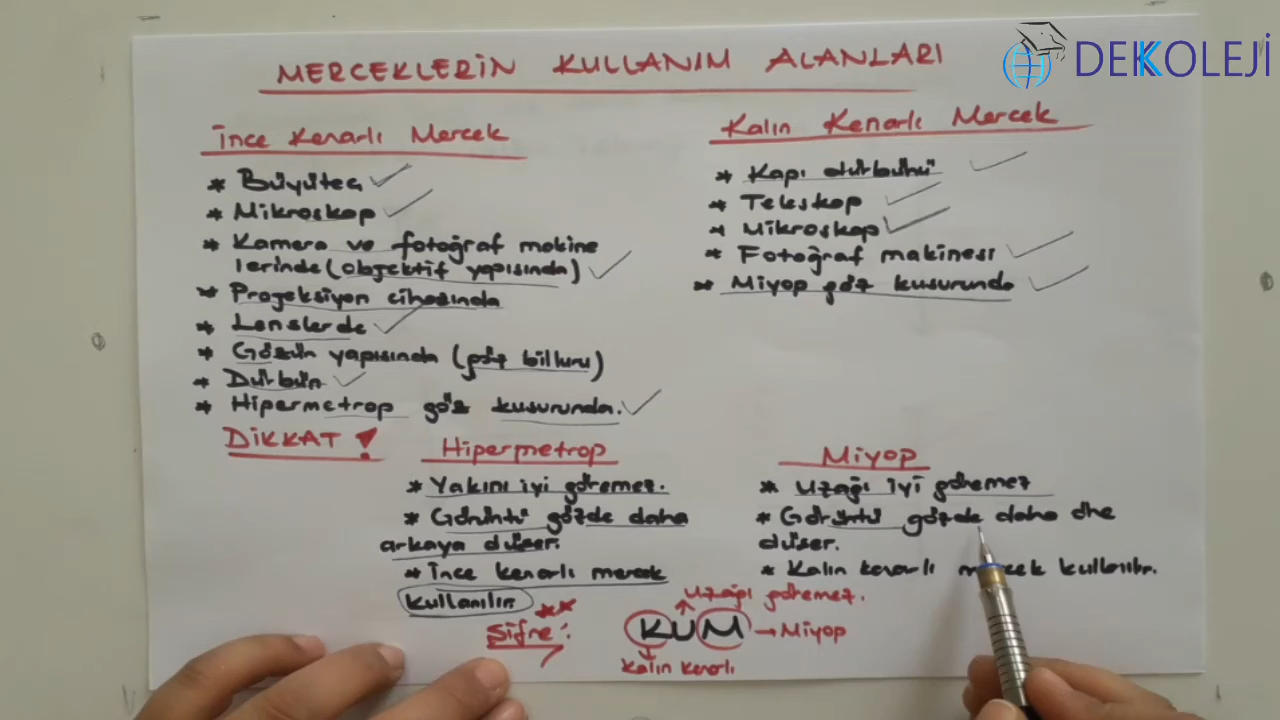 DEKKOLEJİ
MERCEKLERİN KULLANIM ALANLARI
İnce Kenarlı Mercek
* Büyüteç
* Mikroskop
* Kamera ve fotoğraf makine
lerinde (objektif yapısında)
* Projeksiyon cihazında
* Lenslerde
* Gözün yapısında (göz billuru)
* Dürbün
* Hipermetrop göz kusurunda.
Kalın Kenarlı Mercek
* Kapı dürbünü
* Teleskop
* Mikroskop
* Fotoğraf makinesi
* Miyop göz kusurunda
DİKKAT !
Hipermetrop
* Yakını iyi göremez.
* Görüntü gözde daha
arkaya düşer.
* İnce kenarlı mercek
kullanılır.
Miyop
* Uzağı iyi göremez
* Görüntü gözde daha öne
düşer.
* Kalın kenarlı mercek kullanılır.
Şifre:
Uzağı göremez.
KUM → Miyop
Kalın kenarlı